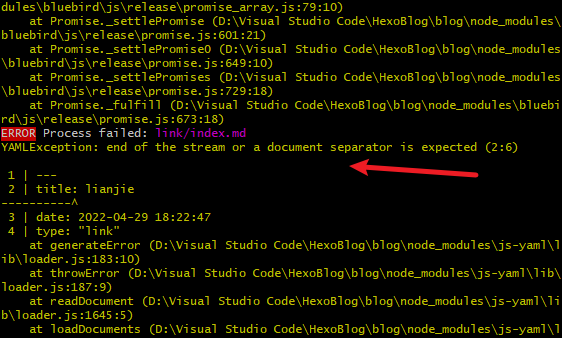 dules\bluebird\js\release\promise_array.js:79:10)
    at Promise._settlePromise (D:\Visual Studio Code\HexoBlog\blog\node_modules\
bluebird\js\release\promise.js:601:21)
    at Promise._settlePromise0 (D:\Visual Studio Code\HexoBlog\blog\node_modules
\bluebird\js\release\promise.js:649:10)
    at Promise._settlePromises (D:\Visual Studio Code\HexoBlog\blog\node_modules
\bluebird\js\release\promise.js:729:18)
    at Promise._fulfill (D:\Visual Studio Code\HexoBlog\blog\node_modules\bluebi
rd\js\release\promise.js:673:18)
ERROR Process failed: link/index.md
YAMLException: end of the stream or a document separator is expected (2:6)
 1 | ---
 2 | title: lianjie
----------^
 3 | date: 2022-04-29 18:22:47
 4 | type: "link"
    at generateError (D:\Visual Studio Code\HexoBlog\blog\node_modules\js-yaml\l
ib\loader.js:183:10)
    at throwError (D:\Visual Studio Code\HexoBlog\blog\node_modules\js-yaml\lib\
loader.js:187:9)
    at readDocument (D:\Visual Studio Code\HexoBlog\blog\node_modules\js-yaml\li
b\loader.js:1645:5)
    at loadDocuments (D:\Visual Studio Code\HexoBlog\blog\node_modules\js-yaml\l